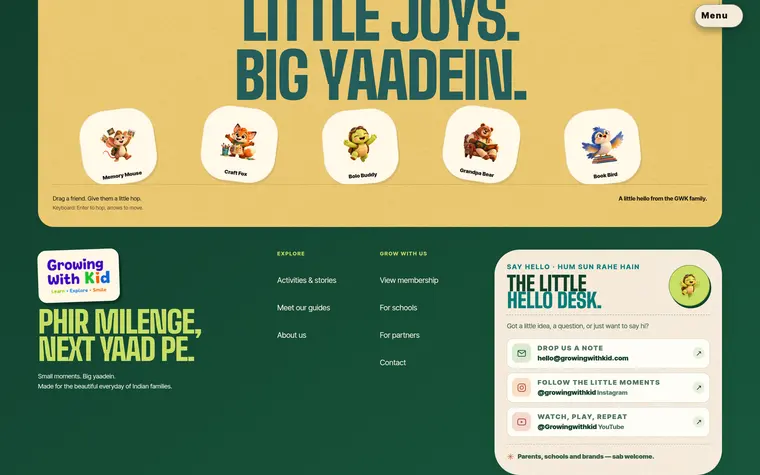 Menu
LITTLE JOYS.
BIG YAADEIN.
Memory Mouse
Craft Fox
Bolo Buddy
Grandpa Bear
Book Bird
Drag a friend. Give them a little hop.
Keyboard: Enter to hop, arrows to move.
A little hello from the GWK family.
Growing
With Kid
Learn • Explore • Smile
PHIR MILENGE,
NEXT YAAD PE.
Small moments. Big yaadein.
Made for the beautiful everyday of Indian families.
EXPLORE
Activities & stories
Meet our guides
About us
GROW WITH US
View membership
For schools
For partners
Contact
SAY HELLO · HUM SUN RAHE HAIN
THE LITTLE
HELLO DESK.
Got a little idea, a question, or just want to say hi?
DROP US A NOTE
hello@growingwithkid.com
↗
FOLLOW THE LITTLE MOMENTS
@growingwithkid Instagram
↗
WATCH, PLAY, REPEAT
@Growingwithkid YouTube
↗
Parents, schools and brands — sab welcome.